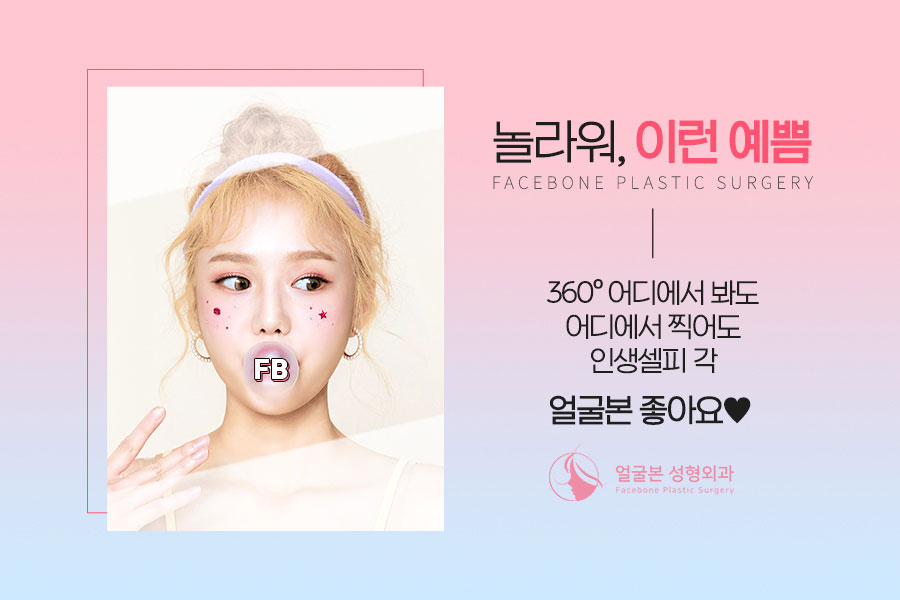 FB
놀라워, 이런 예쁨
FACEBONE PLASTIC SURGERY
360° 어디에서 봐도
어디에서 찍어도
인생셀피 각
얼굴본 좋아요♥
얼굴본 성형외과
Facebone Plastic Surgery